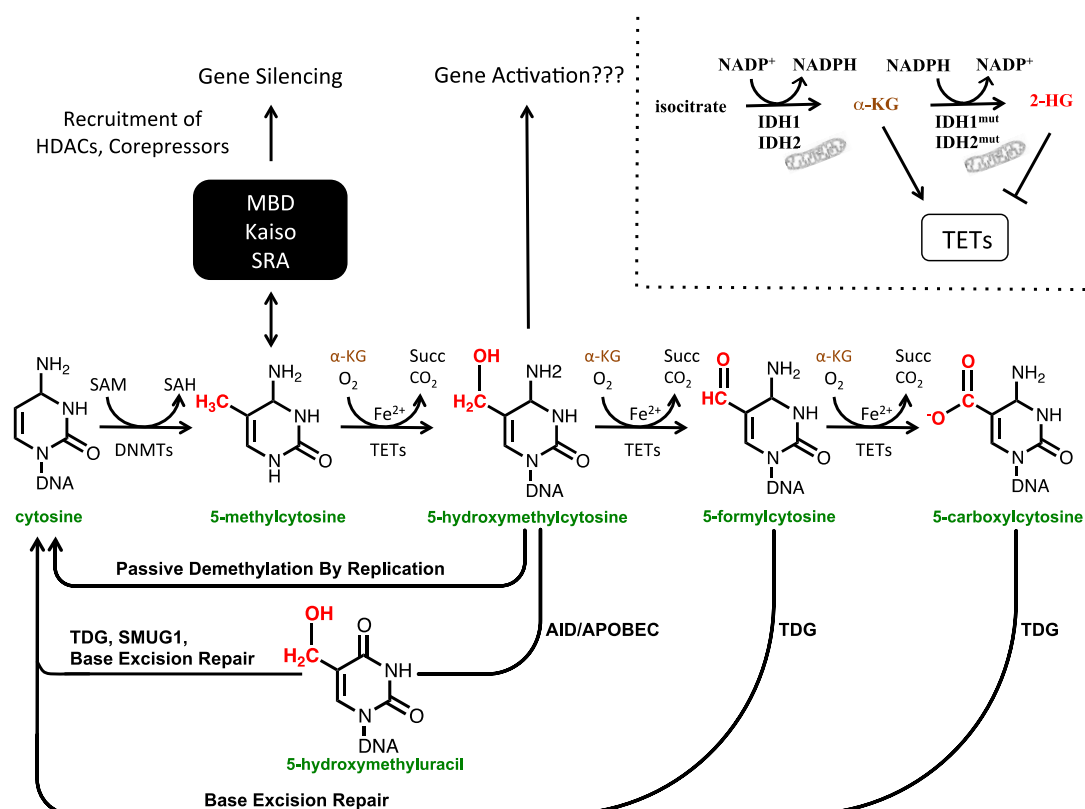 Gene Silencing
Recruitment of
HDACs, Corepressors
MBD
Kaiso
SRA
Gene Activation???
NADP⁺ NADPH NADPH NADP⁺
isocitrate α-KG 2-HG
IDH1 IDH1ᵐᵘᵗ
IDH2 IDH2ᵐᵘᵗ
TETs
NH₂
NH
N
O
DNA
cytosine
SAM SAH
DNMTs
H₃C
NH₂
NH
N
H
O
5-methylcytosine
α-KG Succ
O₂ CO₂
Fe²⁺
TETs
OH
H₂C
NH2
NH
N
O
DNA
5-hydroxymethylcytosine
α-KG Succ
O₂ CO₂
Fe²⁺
TETs
O
HC
NH₂
NH
N
O
DNA
5-formylcytosine
α-KG Succ
O₂ CO₂
Fe²⁺
TETs
O
⁻O C
NH₂
NH
N
O
DNA
5-carboxylcytosine
Passive Demethylation By Replication
TDG, SMUG1,
Base Excision Repair
OH
H₂C
O
NH
N
O
DNA
5-hydroxymethyluracil
AID/APOBEC
TDG
TDG
Base Excision Repair